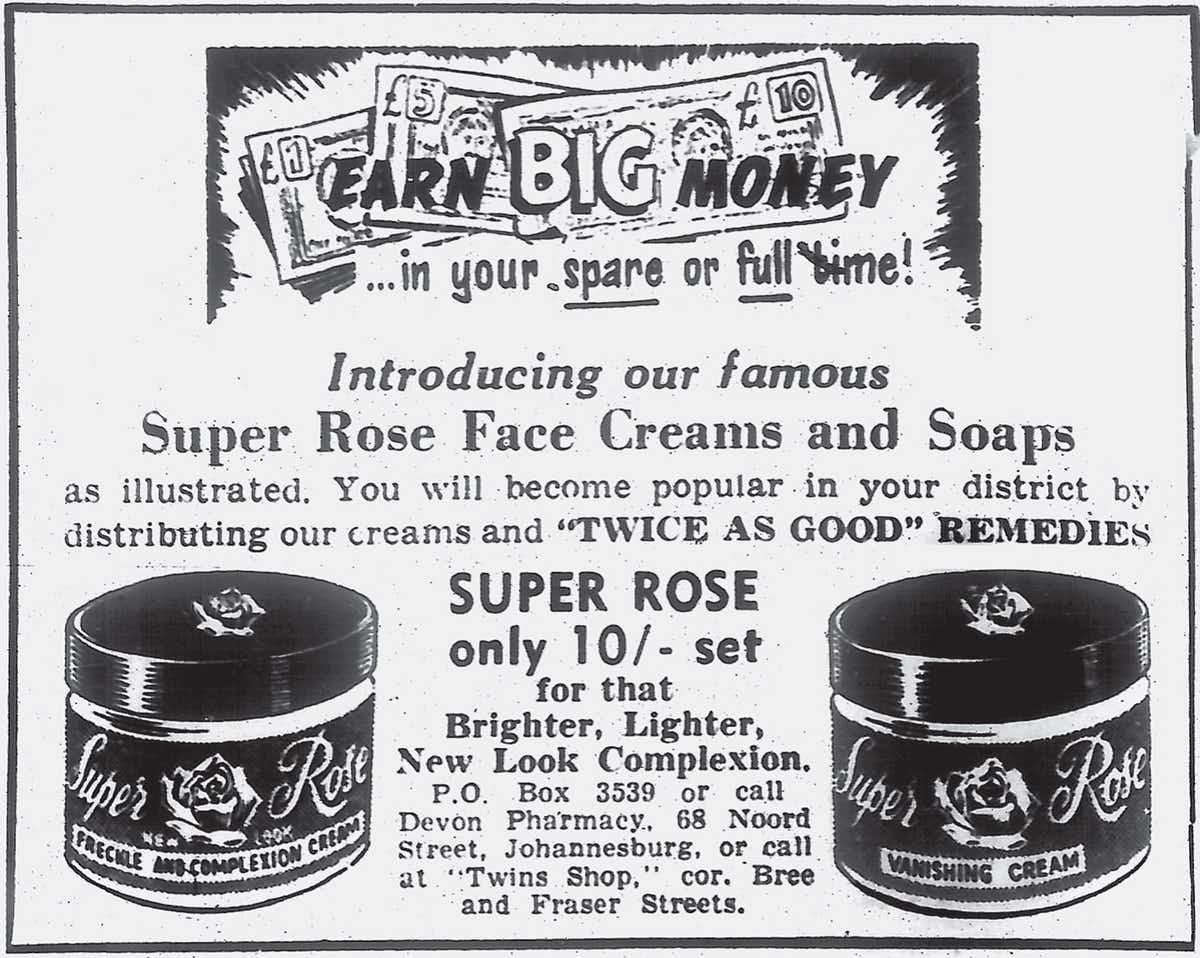 £5
£10
£1
EARN BIG MONEY
...in your spare or full time!
Introducing our famous
Super Rose Face Creams and Soaps
as illustrated. You will become popular in your district by
distributing our creams and "TWICE AS GOOD" REMEDIES
SUPER ROSE
only 10/- set
for that
Brighter, Lighter,
New Look Complexion.
P.O. Box 3539 or call
Devon Pharmacy, 68 Noord
Street, Johannesburg, or call
at "Twins Shop," cor. Bree
and Fraser Streets.
Super Rose
NEW LOOK
FRECKLE AND COMPLEXION CREAM
Super Rose
VANISHING CREAM